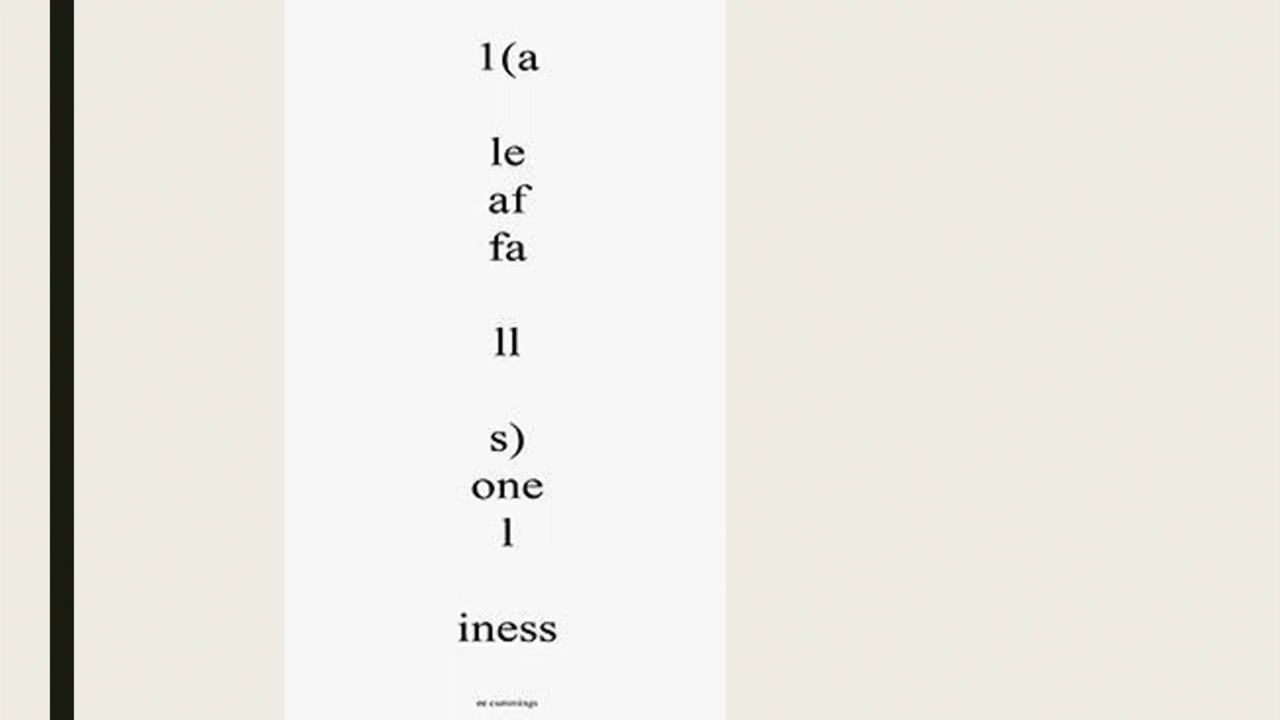 l(a
le
af
fa
ll
s)
one
l
iness
ee cummings